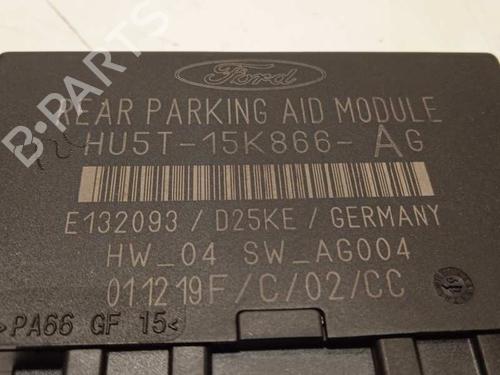 Ford
REAR PARKING AID MODULE
HU5T-15K866-AG
E132093 / D25KE / GERMANY
HW_04 SW_AG004
011219F/C/02/CC
>PA66 GF 15<
B-PARTS